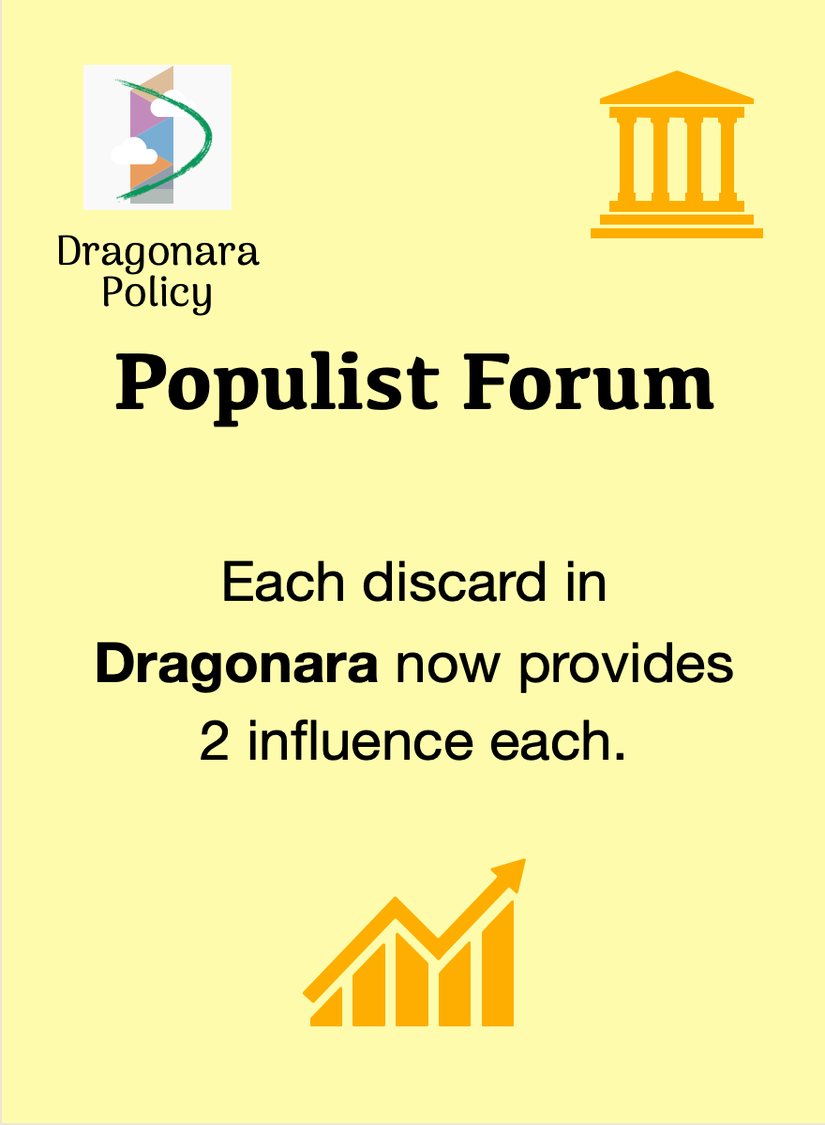 Dragonara
Policy
Populist Forum
Each discard in
Dragonara now provides
2 influence each.